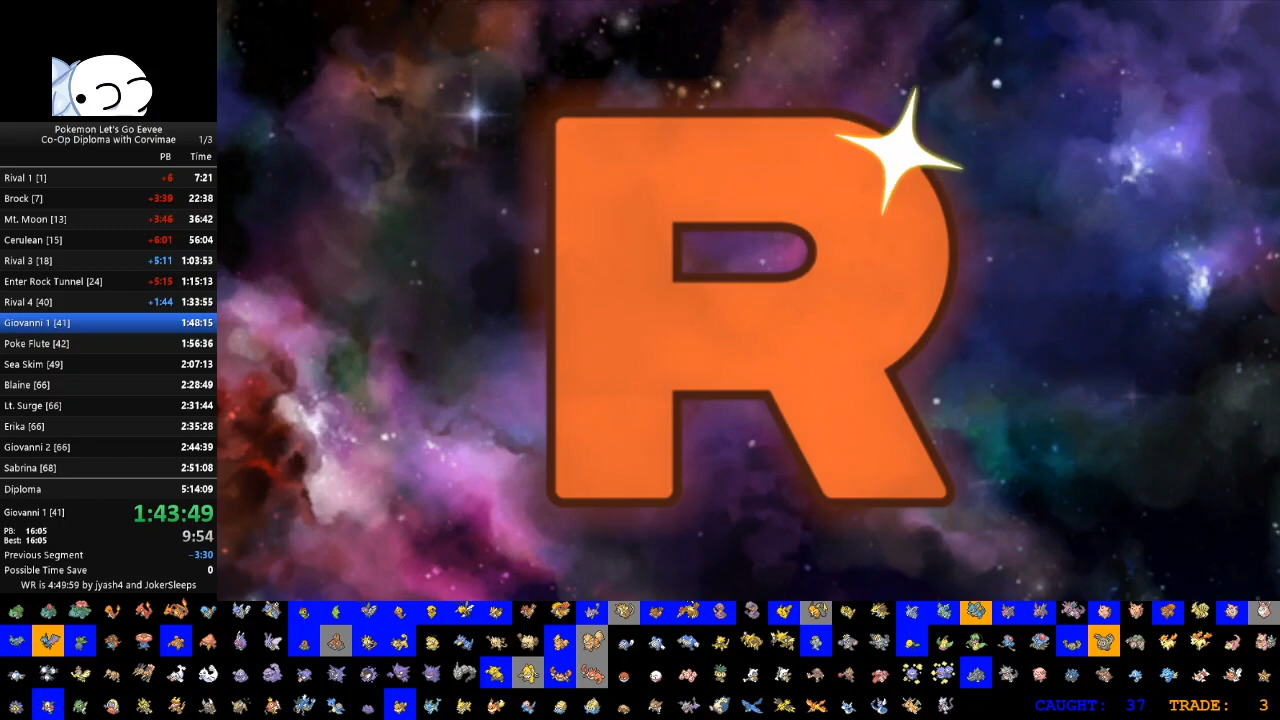 Pokemon Let's Go Eevee
Co-Op Diploma with Corvimae 1/3
PB Time
Rival 1 [1] +6 7:21
Brock [7] +3:39 22:38
Mt. Moon [13] +3:46 36:42
Cerulean [15] +6:01 56:04
Rival 3 [18] +5:11 1:03:53
Enter Rock Tunnel [24] +5:15 1:15:13
Rival 4 [40] +1:44 1:33:55
Giovanni 1 [41] 1:48:15
Poke Flute [42] 1:56:36
Sea Skim [49] 2:07:13
Blaine [66] 2:28:49
Lt. Surge [66] 2:31:44
Erika [66] 2:35:28
Giovanni 2 [66] 2:44:39
Sabrina [68] 2:51:08
Diploma 5:14:09
Giovanni 1 [41] 1:43:49
PB: 16:05
Best: 16:05 9:54
Previous Segment −3:30
Possible Time Save 0
WR is 4:49:59 by jyash4 and JokerSleeps
R
CAUGHT: 37 TRADE: 3